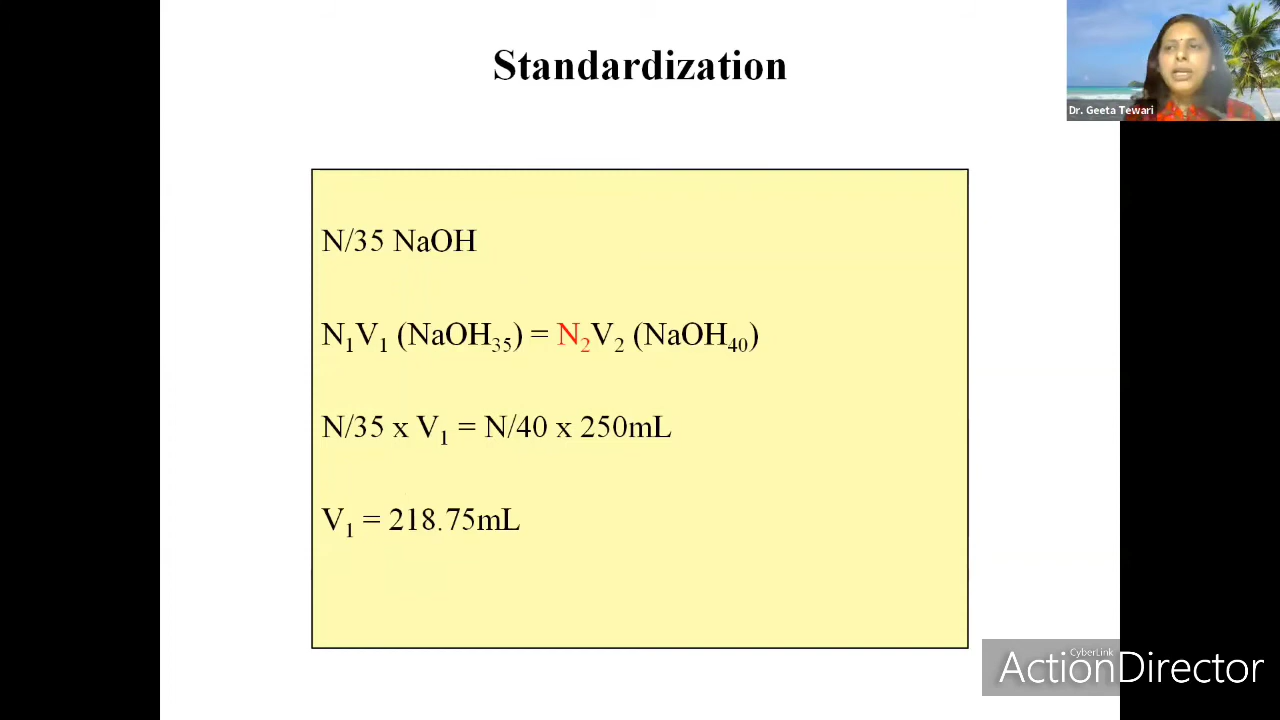 Standardization
Dr. Geeta Tewari
N/35 NaOH
N₁V₁ (NaOH₃₅) = N₂V₂ (NaOH₄₀)
N/35 x V₁ = N/40 x 250mL
V₁ = 218.75mL
CyberLink
ActionDirector